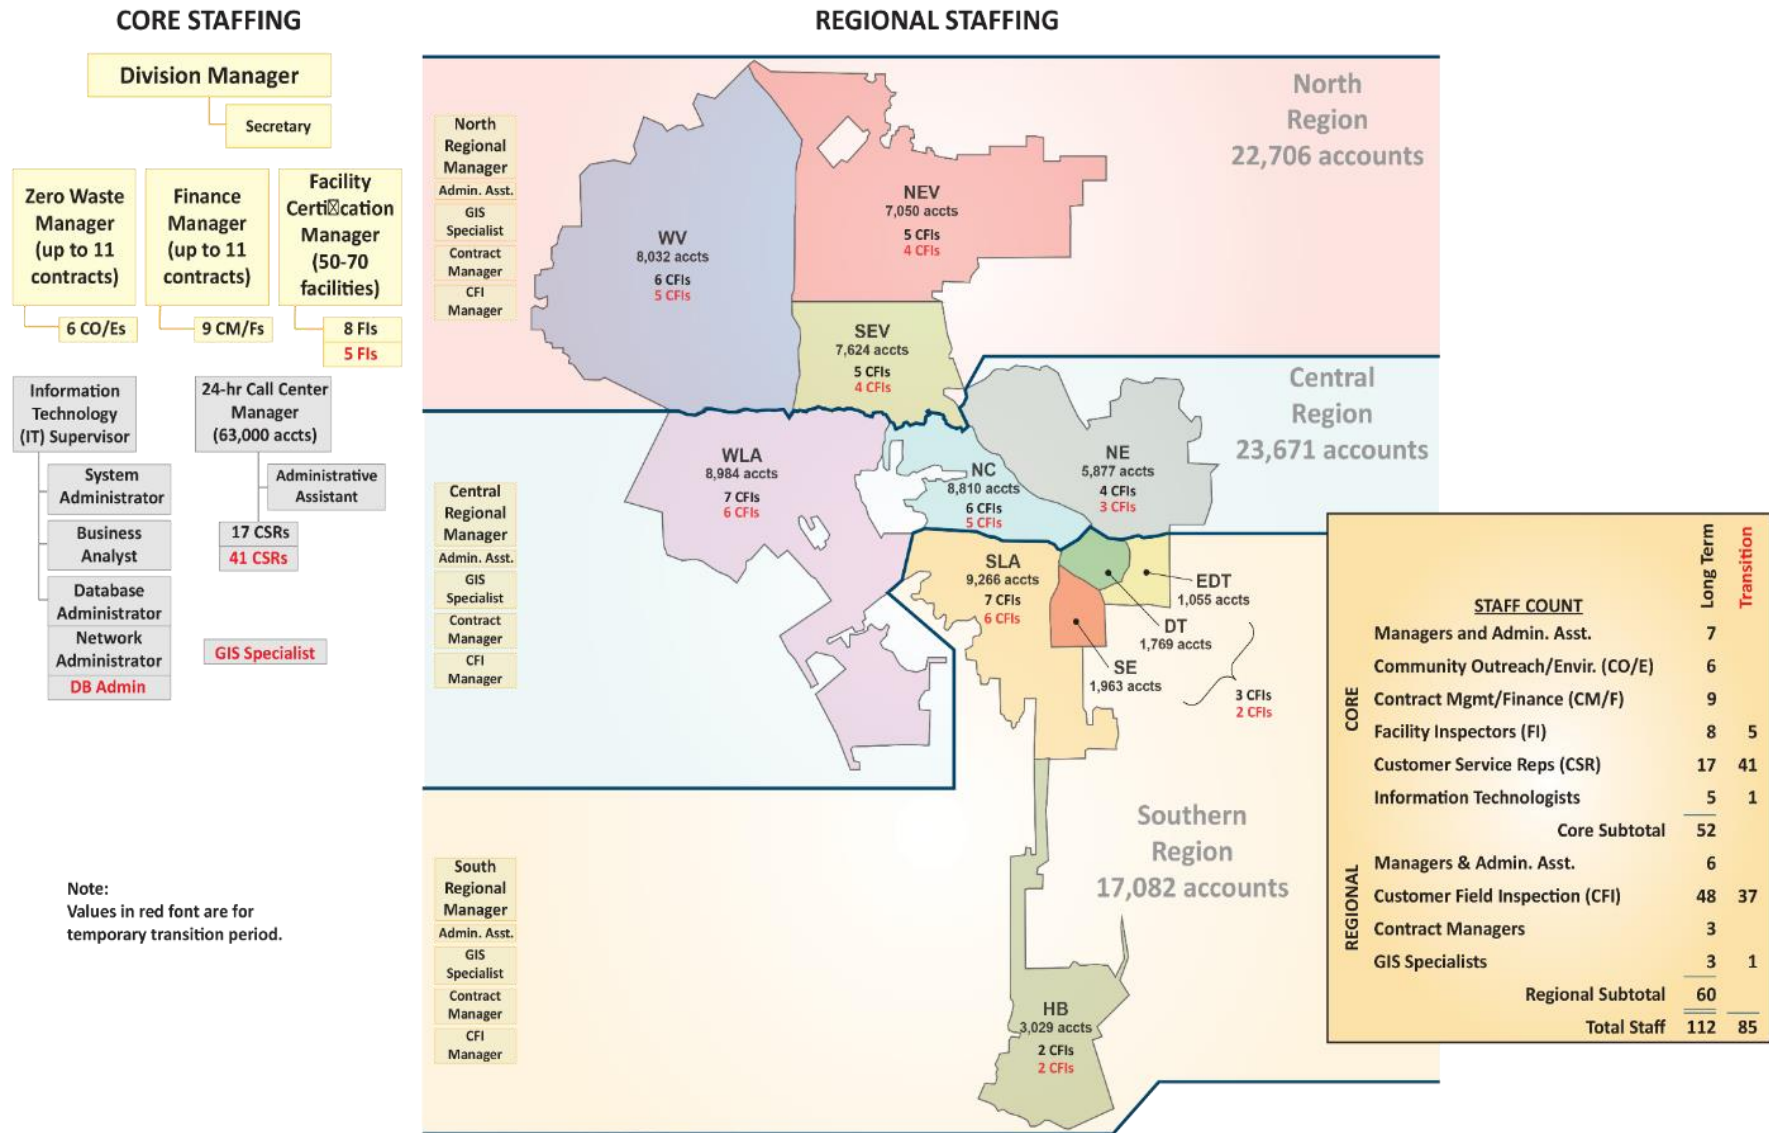 CORE STAFFING
REGIONAL STAFFING
Division Manager
Secretary
Zero Waste
Manager
(up to 11
contracts)
6 CO/Es
Finance
Manager
(up to 11
contracts)
9 CM/Fs
Facility
Certi☒cation
Manager
(50-70
facilities)
8 FIs
5 FIs
Information
Technology
(IT) Supervisor
System
Administrator
Business
Analyst
Database
Administrator
Network
Administrator
DB Admin
24-hr Call Center
Manager
(63,000 accts)
Administrative
Assistant
17 CSRs
41 CSRs
GIS Specialist
Note:
Values in red font are for
temporary transition period.
North
Regional
Manager
Admin. Asst.
GIS
Specialist
Contract
Manager
CFI
Manager
North
Region
22,706 accounts
WV
8,032 accts
6 CFIs
5 CFIs
NEV
7,050 accts
5 CFIs
4 CFIs
SEV
7,624 accts
5 CFIs
4 CFIs
Central
Regional
Manager
Admin. Asst.
GIS
Specialist
Contract
Manager
CFI
Manager
Central
Region
23,671 accounts
WLA
8,984 accts
7 CFIs
6 CFIs
NC
8,810 accts
6 CFIs
5 CFIs
NE
5,877 accts
4 CFIs
3 CFIs
South
Regional
Manager
Admin. Asst.
GIS
Specialist
Contract
Manager
CFI
Manager
Southern
Region
17,082 accounts
SLA
9,266 accts
7 CFIs
6 CFIs
EDT
1,055 accts
DT
1,769 accts
SE
1,963 accts
3 CFIs
2 CFIs
HB
3,029 accts
2 CFIs
2 CFIs
STAFF COUNT Long Term Transition
CORE
Managers and Admin. Asst. 7
Community Outreach/Envir. (CO/E) 6
Contract Mgmt/Finance (CM/F) 9
Facility Inspectors (FI) 8 5
Customer Service Reps (CSR) 17 41
Information Technologists 5 1
Core Subtotal 52
REGIONAL
Managers & Admin. Asst. 6
Customer Field Inspection (CFI) 48 37
Contract Managers 3
GIS Specialists 3 1
Regional Subtotal 60
Total Staff 112 85